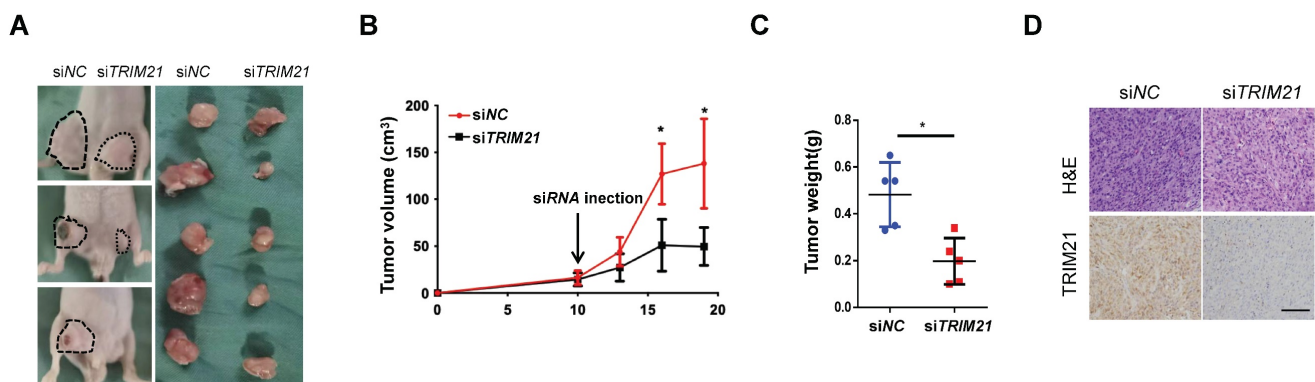 A
B
C
D
siNC siTRIM21 siNC siTRIM21
Tumor volume (cm³)
200
150
100
50
0
siNC
siTRIM21
*
*
siRNA inection
0 5 10 15 20
Tumor weight(g)
0.8
0.6
0.4
0.2
0.0
*
siNC siTRIM21
siNC siTRIM21
H&E
TRIM21